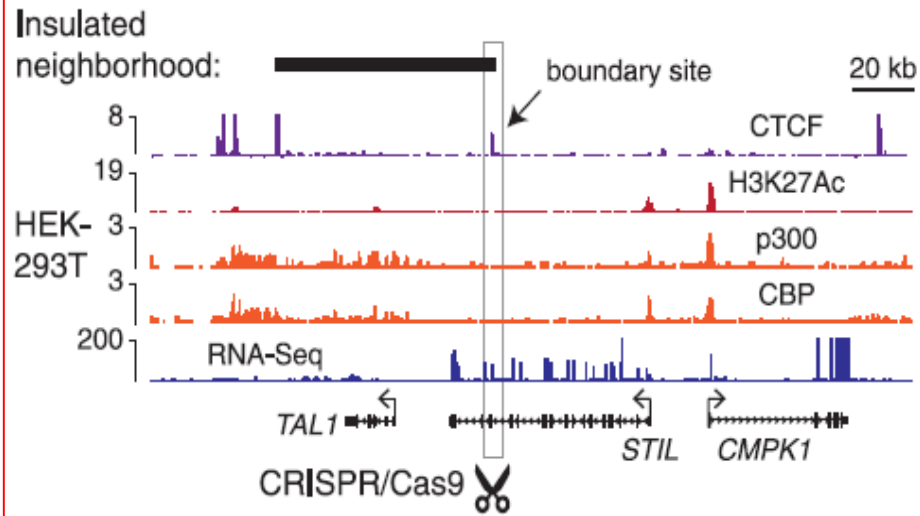 Insulated
neighborhood:
boundary site
20 kb
8
CTCF
19
H3K27Ac
HEK-
293T
3
p300
3
CBP
200
RNA-Seq
TAL1
STIL
CMPK1
CRISPR/Cas9